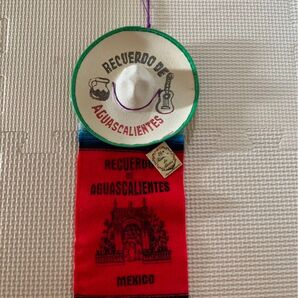 RECUERDO DE
AGUASCALIENTES
RECUERDO
DE
AGUASCALIENTES
MEXICO